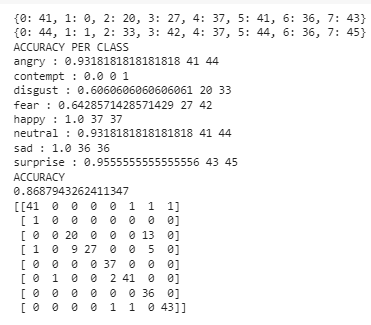 {0: 41, 1: 0, 2: 20, 3: 27, 4: 37, 5: 41, 6: 36, 7: 43}
{0: 44, 1: 1, 2: 33, 3: 42, 4: 37, 5: 44, 6: 36, 7: 45}
ACCURACY PER CLASS
angry : 0.9318181818181818 41 44
contempt : 0.0 0 1
disgust : 0.6060606060606061 20 33
fear : 0.6428571428571429 27 42
happy : 1.0 37 37
neutral : 0.9318181818181818 41 44
sad : 1.0 36 36
surprise : 0.9555555555555556 43 45
ACCURACY
0.8687943262411347
[[41  0  0  0  0  1  1  1]
 [ 1  0  0  0  0  0  0  0]
 [ 0  0 20  0  0  0 13  0]
 [ 1  0  9 27  0  0  5  0]
 [ 0  0  0  0 37  0  0  0]
 [ 0  1  0  0  2 41  0  0]
 [ 0  0  0  0  0  0 36  0]
 [ 0  0  0  0  1  1  0 43]]